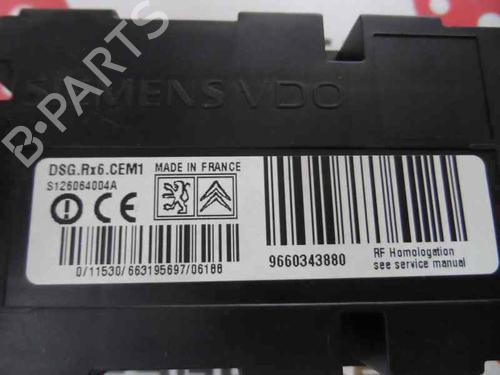 SIEMENS VDO
B-PARTS
DSG.Rx6.CEM1 MADE IN FRANCE
S126064004A
CE
0/11530/663195697/06188
9660343880
RF Homologation
see service manual